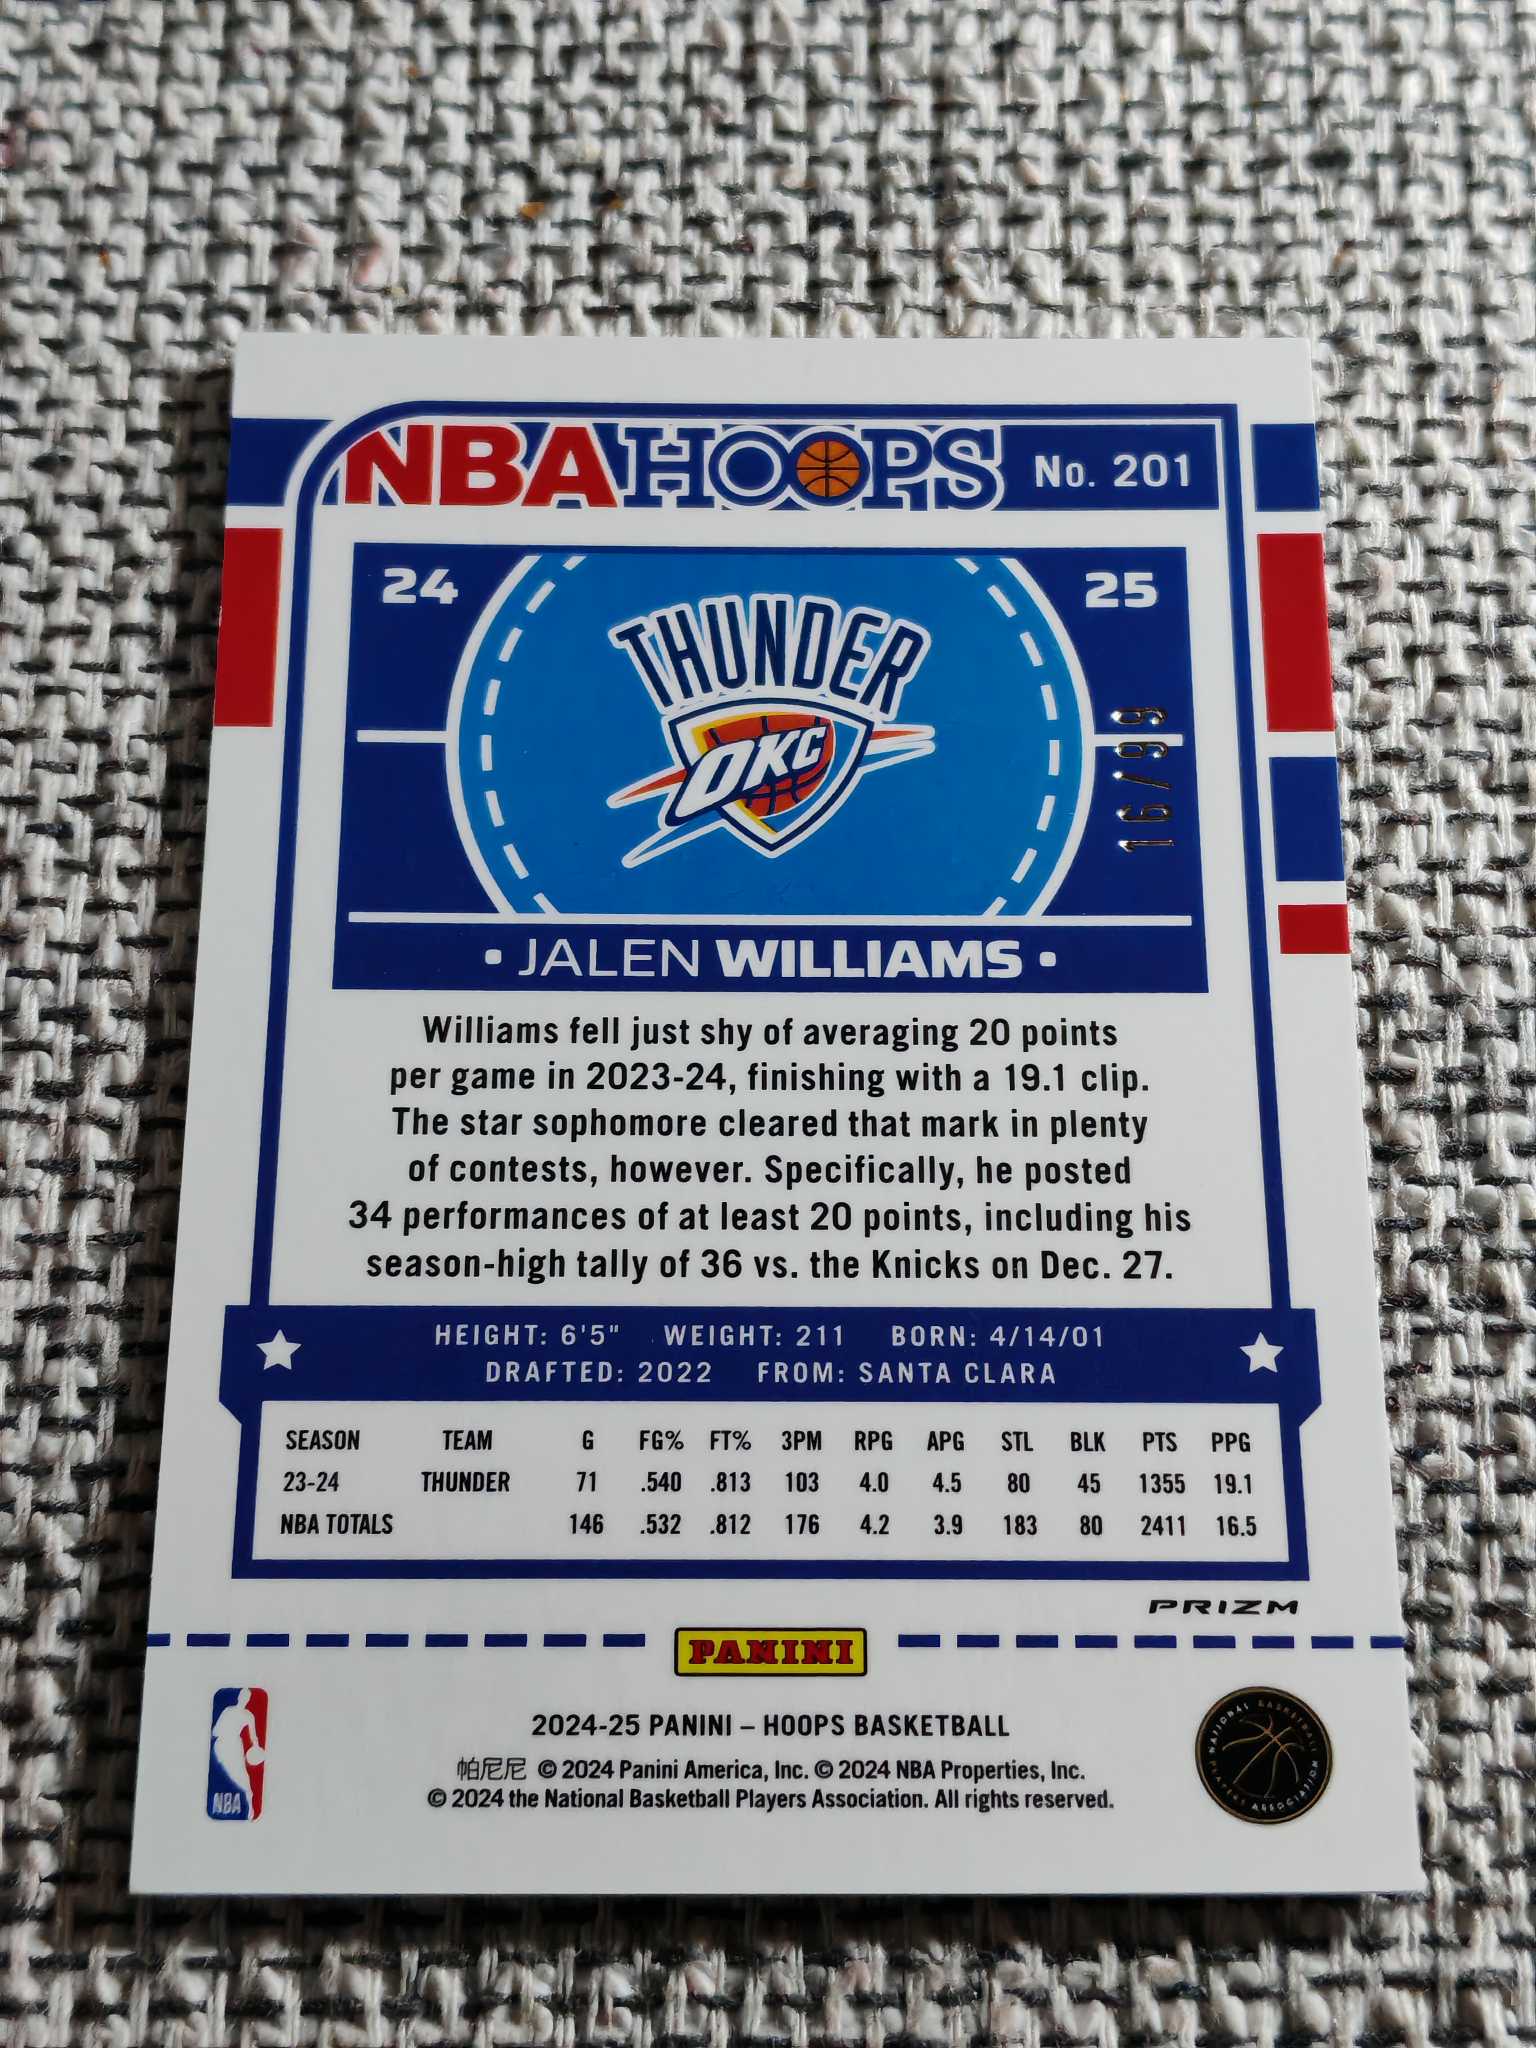 NBA HOOPS No. 201
24 25
THUNDER
OKC
16/99
• JALEN WILLIAMS •
Williams fell just shy of averaging 20 points
per game in 2023-24, finishing with a 19.1 clip.
The star sophomore cleared that mark in plenty
of contests, however. Specifically, he posted
34 performances of at least 20 points, including his
season-high tally of 36 vs. the Knicks on Dec. 27.
HEIGHT: 6'5" WEIGHT: 211 BORN: 4/14/01
DRAFTED: 2022 FROM: SANTA CLARA
SEASON TEAM G FG% FT% 3PM RPG APG STL BLK PTS PPG
23-24 THUNDER 71 .540 .813 103 4.0 4.5 80 45 1355 19.1
NBA TOTALS 146 .532 .812 176 4.2 3.9 183 80 2411 16.5
PRIZM
PANINI
2024-25 PANINI – HOOPS BASKETBALL
帕尼尼 © 2024 Panini America, Inc. © 2024 NBA Properties, Inc.
© 2024 the National Basketball Players Association. All rights reserved.
NBA
NATIONAL BASKETBALL PLAYERS ASSOCIATION